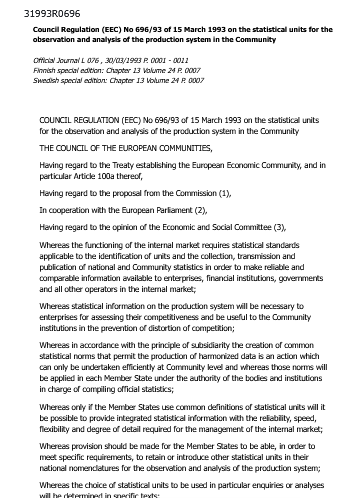 31993R0696
Council Regulation (EEC) No 696/93 of 15 March 1993 on the statistical units for the
observation and analysis of the production system in the Community
Official Journal L 076 , 30/03/1993 P. 0001 - 0011
Finnish special edition: Chapter 13 Volume 24 P. 0007
Swedish special edition: Chapter 13 Volume 24 P. 0007
COUNCIL REGULATION (EEC) No 696/93 of 15 March 1993 on the statistical units
for the observation and analysis of the production system in the Community
THE COUNCIL OF THE EUROPEAN COMMUNITIES,
Having regard to the Treaty establishing the European Economic Community, and in
particular Article 100a thereof,
Having regard to the proposal from the Commission (1),
In cooperation with the European Parliament (2),
Having regard to the opinion of the Economic and Social Committee (3),
Whereas the functioning of the internal market requires statistical standards
applicable to the identification of units and the collection, transmission and
publication of national and Community statistics in order to make reliable and
comparable information available to enterprises, financial institutions, governments
and all other operators in the internal market;
Whereas statistical information on the production system will be necessary to
enterprises for assessing their competitiveness and be useful to the Community
institutions in the prevention of distortion of competition;
Whereas in accordance with the principle of subsidiarity the creation of common
statistical norms that permit the production of harmonized data is an action which
can only be undertaken efficiently at Community level and whereas those norms will
be applied in each Member State under the authority of the bodies and institutions
in charge of compiling official statistics;
Whereas only if the Member States use common definitions of statistical units will it
be possible to provide integrated statistical information with the reliability, speed,
flexibility and degree of detail required for the management of the internal market;
Whereas provision should be made for the Member States to be able, in order to
meet specific requirements, to retain or introduce other statistical units in their
national nomenclatures for the observation and analysis of the production system;
Whereas the choice of statistical units to be used in particular enquiries or analyses
will be determined in specific texts;